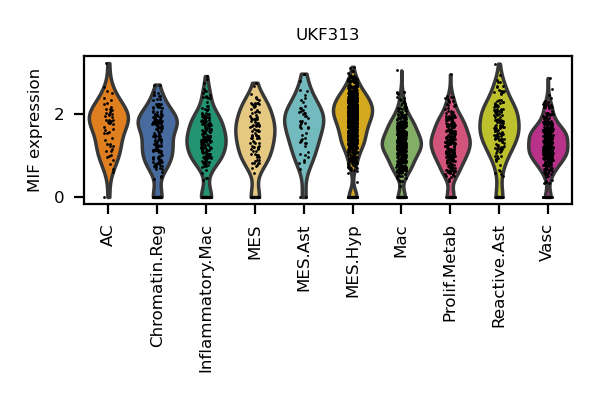 UKF313
MIF expression
2
0
AC
Chromatin.Reg
Inflammatory.Mac
MES
MES.Ast
MES.Hyp
Mac
Prolif.Metab
Reactive.Ast
Vasc